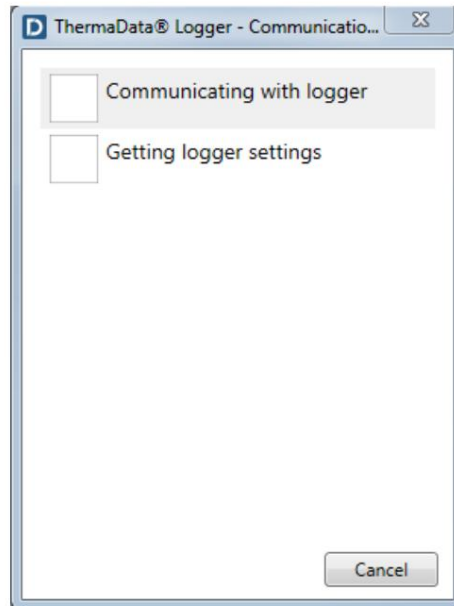 D ThermaData® Logger - Communicatio...
Communicating with logger
Getting logger settings
Cancel